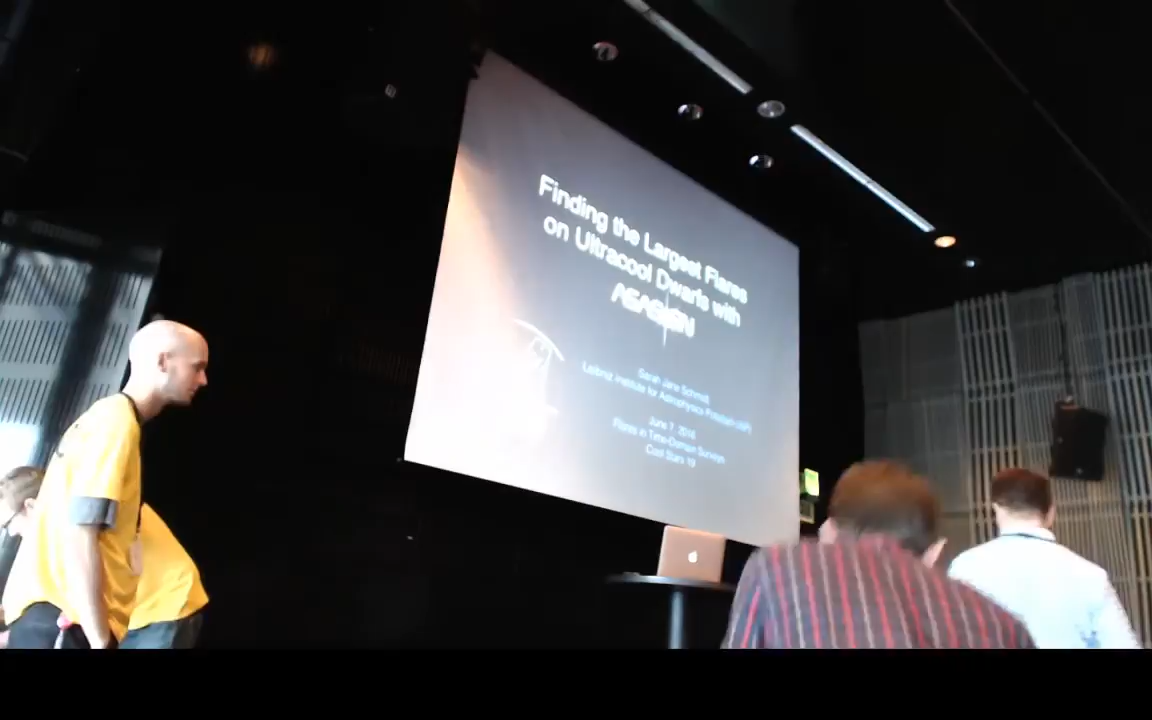 Finding the Largest Flares
on Ultracool Dwarfs with
ASASSN
Sarah Jane Schmidt
Leibniz Institute for Astrophysics Potsdam (AIP)
June 7, 2016
Flares in Time-Domain Surveys
Cool Stars 19